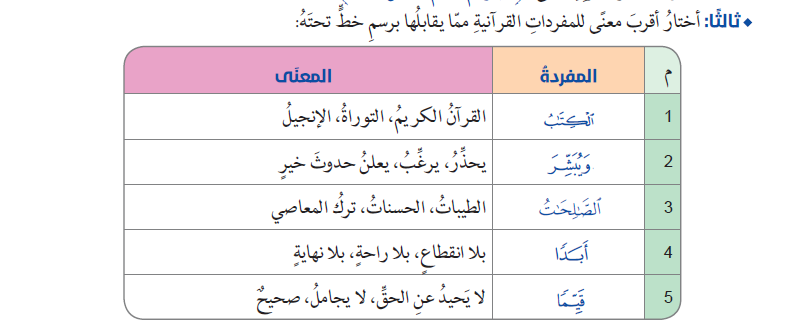 ◆ ثالثًا: أختارُ أقربَ معنًى للمفرداتِ القرآنيةِ ممّا يقابلُها برسمِ خطٍّ تحتَهُ:
م المفردةُ المعنَى
1 ٱلۡكِتَٰبُ القرآنُ الكريمُ، التوراةُ، الإنجيلُ
2 وَيُبَشِّرَ يحذِّرُ، يرغِّبُ، يعلنُ حدوثَ خيرٍ
3 ٱلصَّٰلِحَٰتُ الطيباتُ، الحسناتُ، تركُ المعاصي
4 أَبَدٗا بلا انقطاعٍ، بلا راحةٍ، بلا نهايةٍ
5 قَيِّمٗا لا يَحيدُ عنِ الحقِّ، لا يجاملُ، صحيحٌ